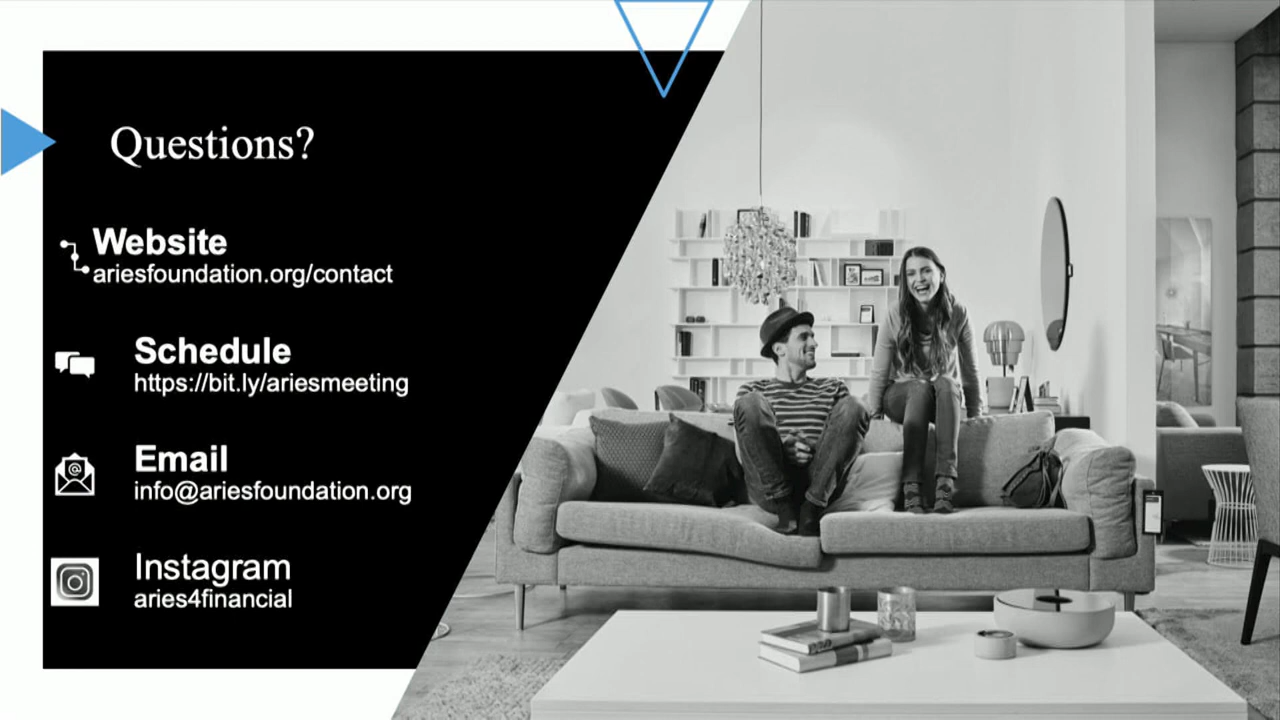 Questions?
Website
ariesfoundation.org/contact
Schedule
https://bit.ly/ariesmeeting
Email
info@ariesfoundation.org
Instagram
aries4financial